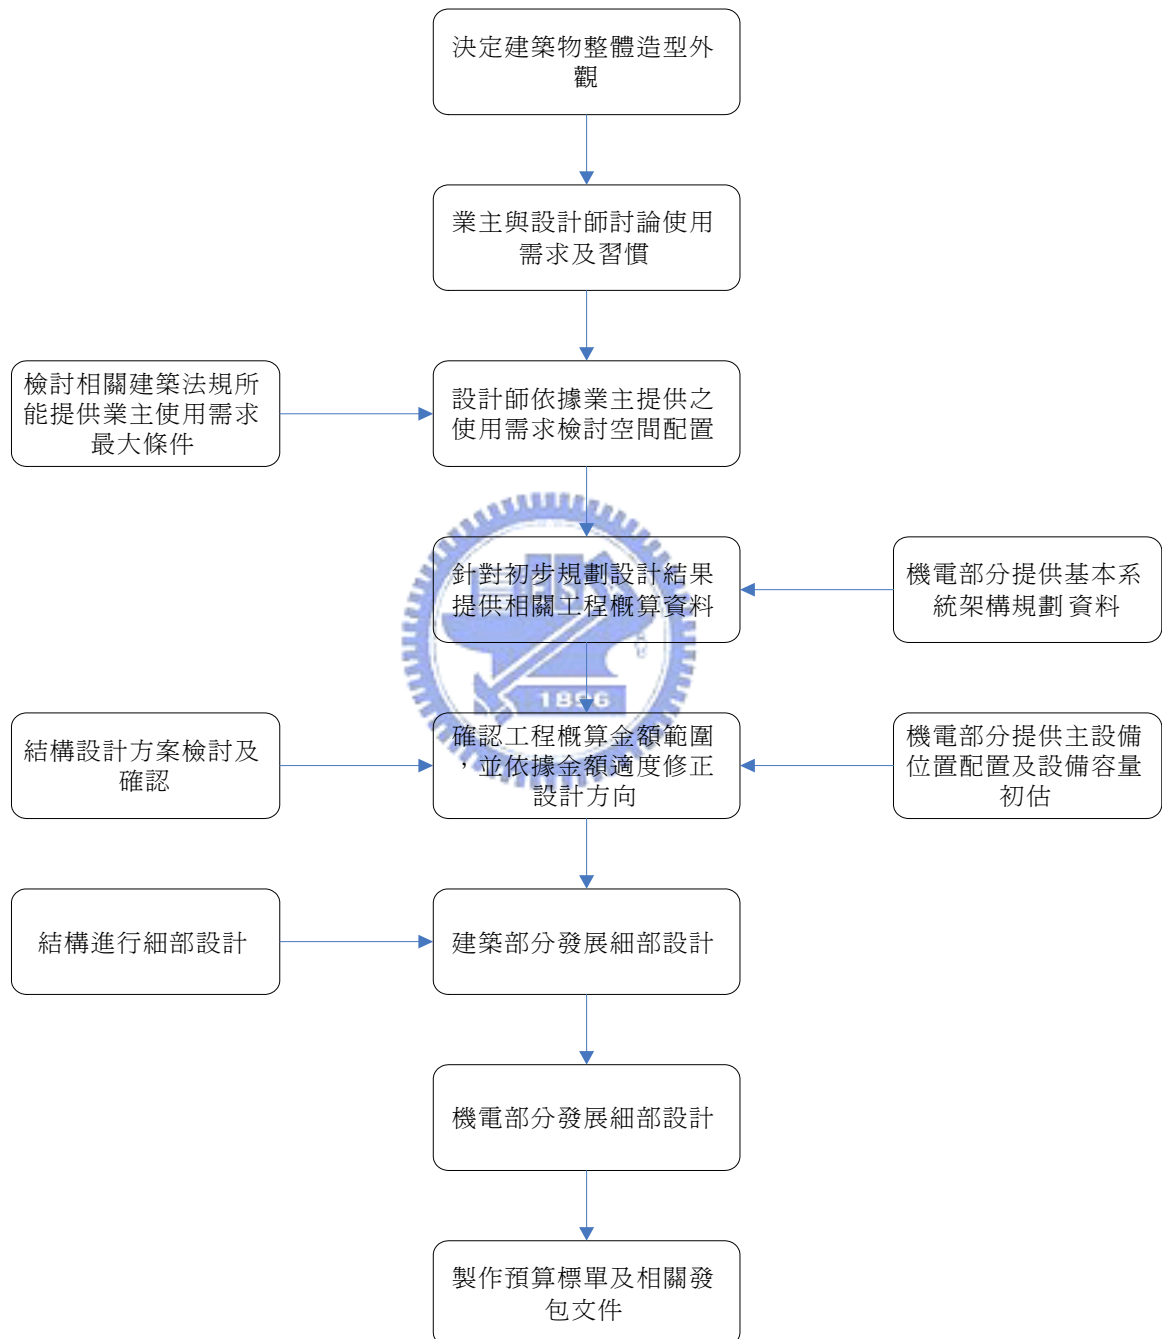 決定建築物整體造型外
觀
業主與設計師討論使用
需求及習慣
檢討相關建築法規所
能提供業主使用需求
最大條件
設計師依據業主提供之
使用需求檢討空間配置
針對初步規劃設計結果
提供相關工程概算資料
機電部分提供基本系
統架構規劃資料
1896
結構設計方案檢討及
確認
確認工程概算金額範圍
，並依據金額適度修正
設計方向
機電部分提供主設備
位置配置及設備容量
初估
結構進行細部設計
建築部分發展細部設計
機電部分發展細部設計
製作預算標單及相關發
包文件